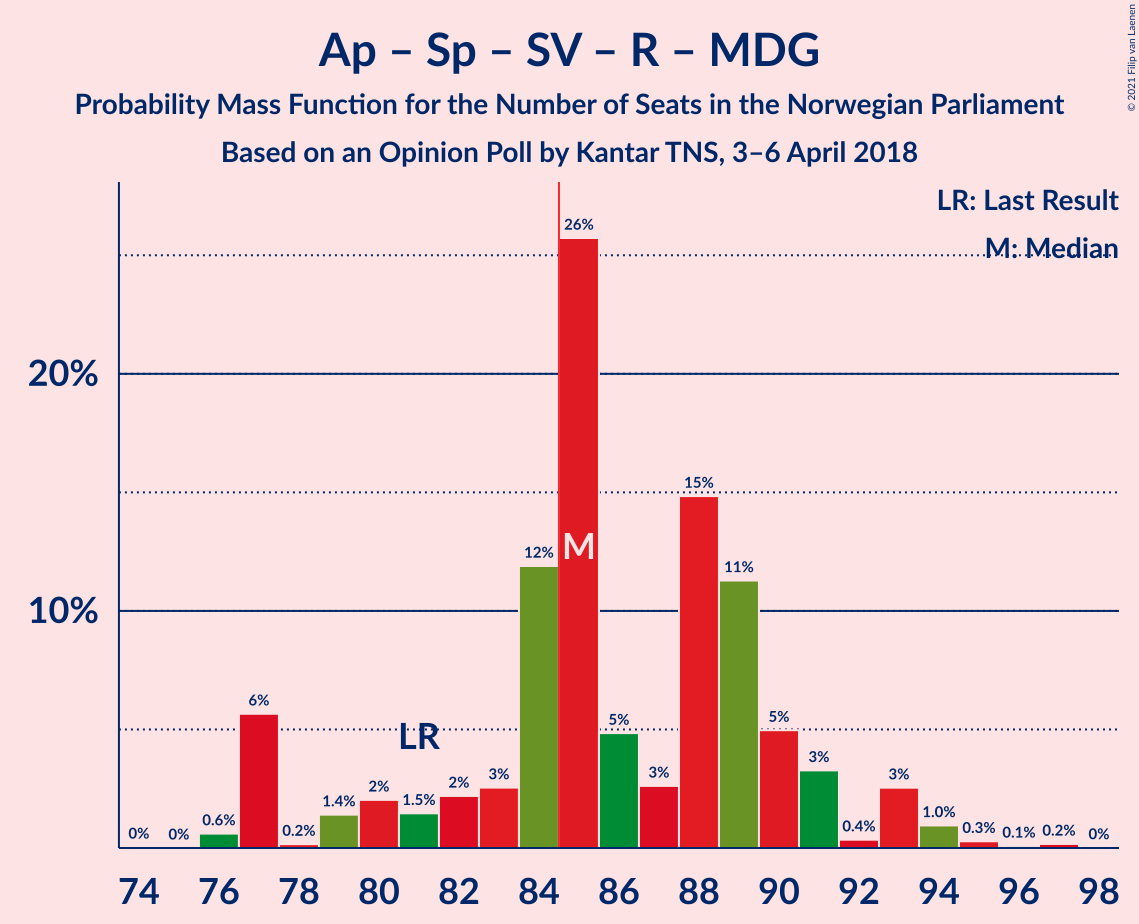 Ap – Sp – SV – R – MDG
Probability Mass Function for the Number of Seats in the Norwegian Parliament
Based on an Opinion Poll by Kantar TNS, 3–6 April 2018
© 2021 Filip van Laenen
LR: Last Result
M: Median
20%
10%
0% 0% 0.6% 6% 0.2% 1.4% 2% 1.5% 2% 3% 12% 26% 5% 3% 15% 11% 5% 3% 0.4% 3% 1.0% 0.3% 0.1% 0.2% 0%
LR
M
74 76 78 80 82 84 86 88 90 92 94 96 98